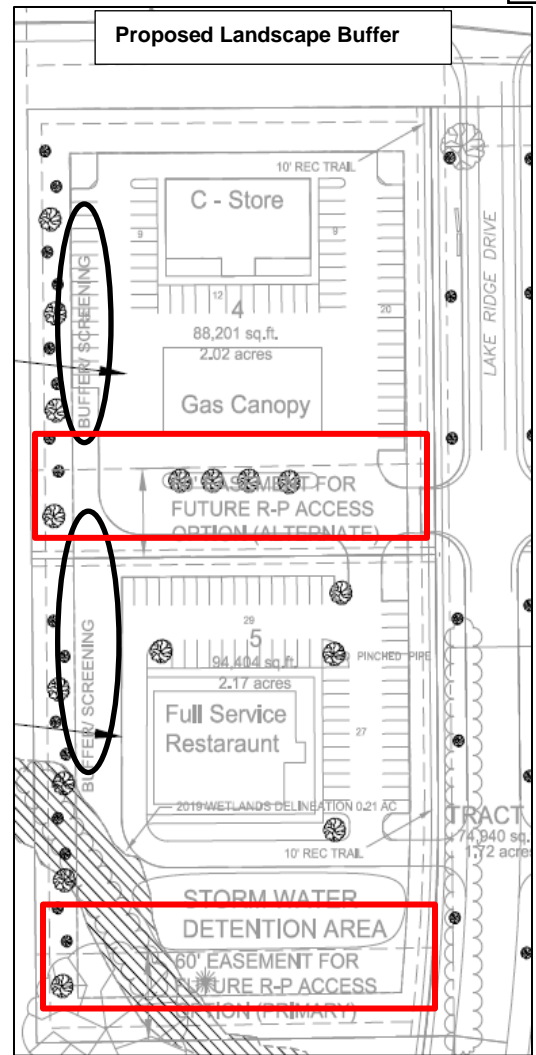 Proposed Landscape Buffer
10' REC TRAIL
LAKE RIDGE DRIVE
C - Store
9
9
BUFFER/ SCREENING
12
4
20
88,201 sq.ft.
2.02 acres
Gas Canopy
EASEMENT FOR
FUTURE R-P ACCESS
OPTION (ALTERNATE)
29
5
94,404 sq.ft.
2.17 acres
PINCHED PIPE
BUFFER/ SCREENING
Full Service
Restaraunt
27
2019 WETLANDS DELINEATION 0.21 AC
TRACT
74,940 sq.
1.72 acres
10' REC TRAIL
STORM WATER
DETENTION AREA
60' EASEMENT FOR
FUTURE R-P ACCESS
OPTION (PRIMARY)